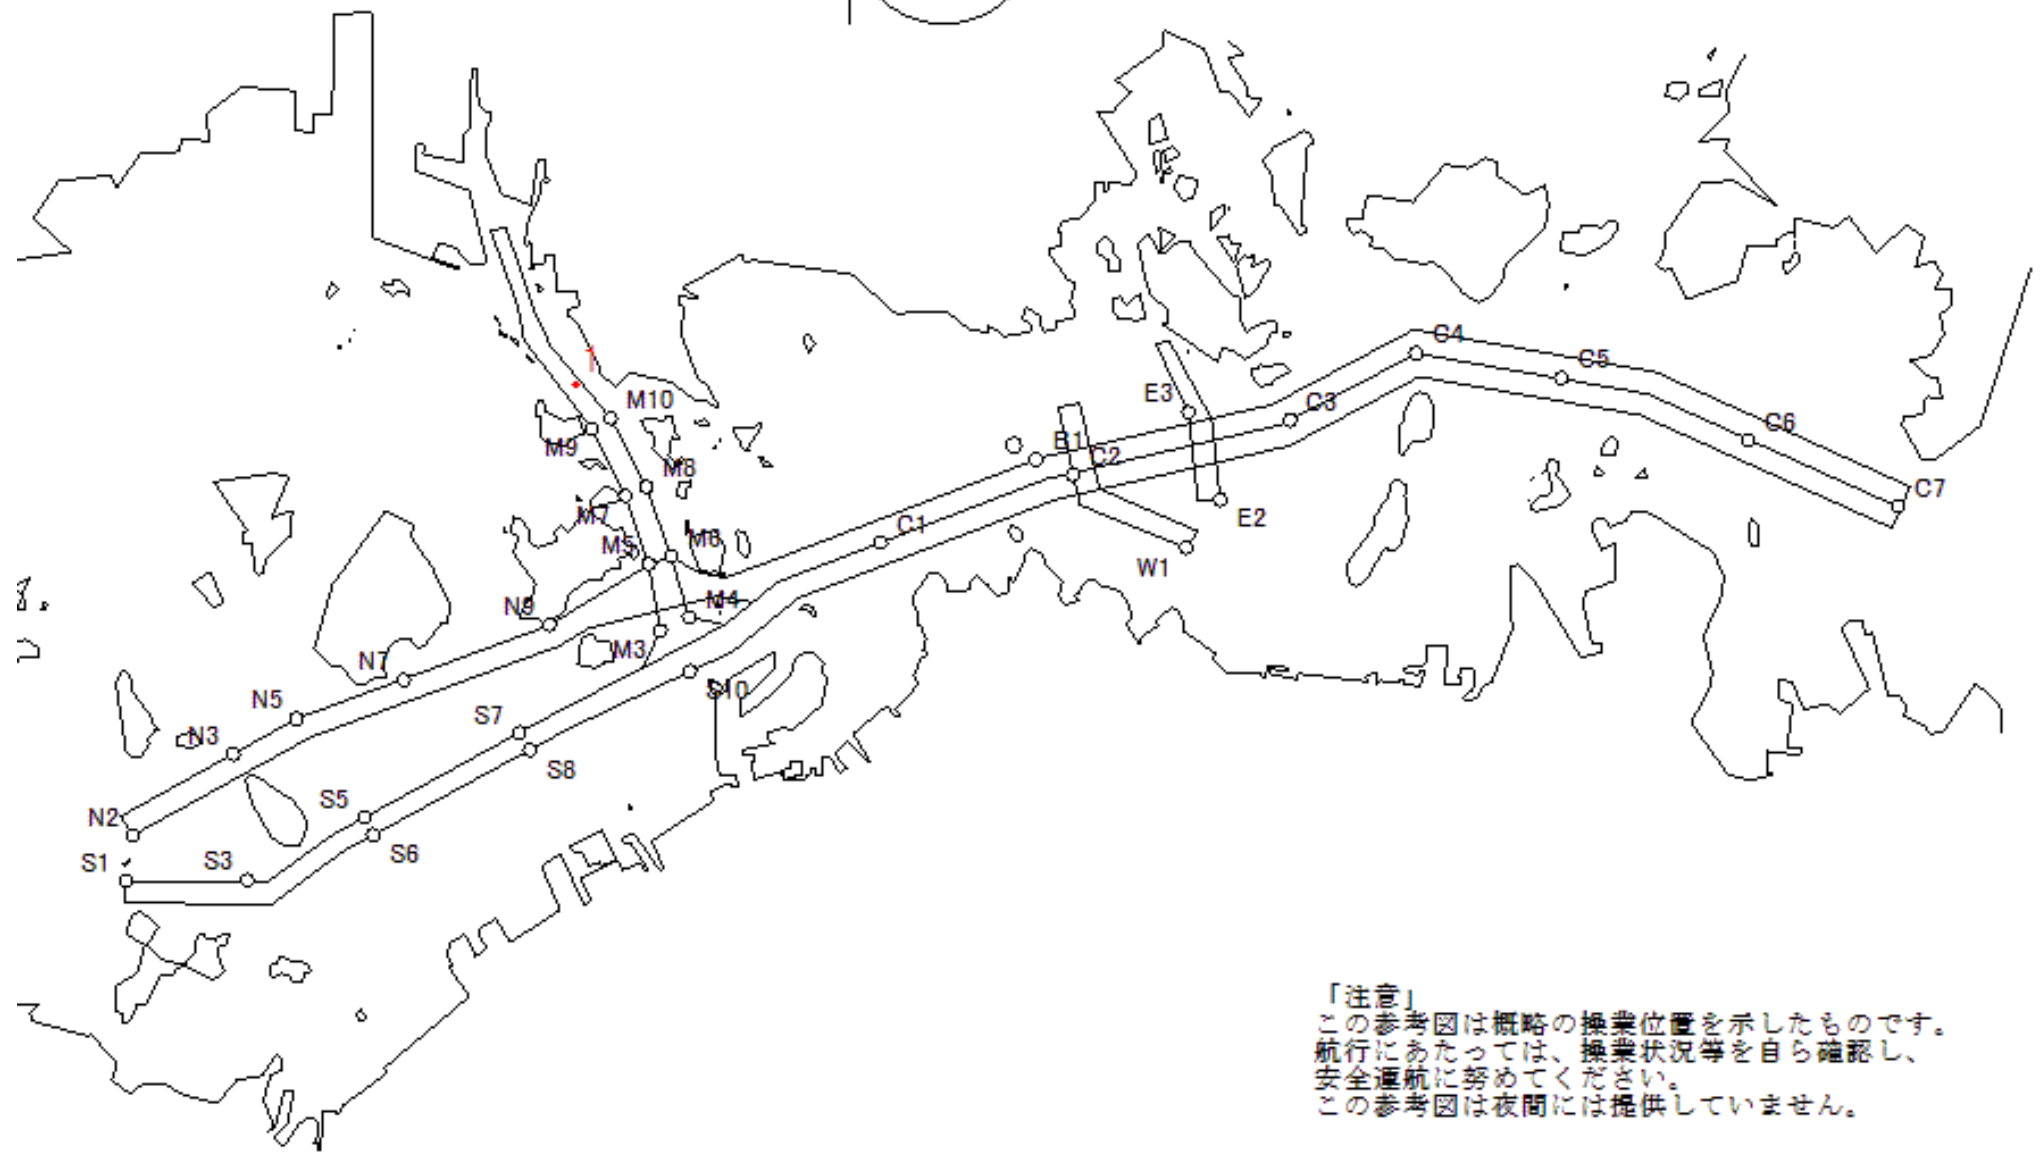 1
C4
C5
E3
M10
C3
C6
M9
B1
C2
M8
C7
M7
E2
C1
M5
M6
W1
N9
M4
M3
N7
S10
N5
S7
N3
S8
S5
N2
S6
S1
S3
「注意」
この参考図は概略の操業位置を示したものです。
航行にあたっては、操業状況等を自ら確認し、
安全運航に努めてください。
この参考図は夜間には提供していません。